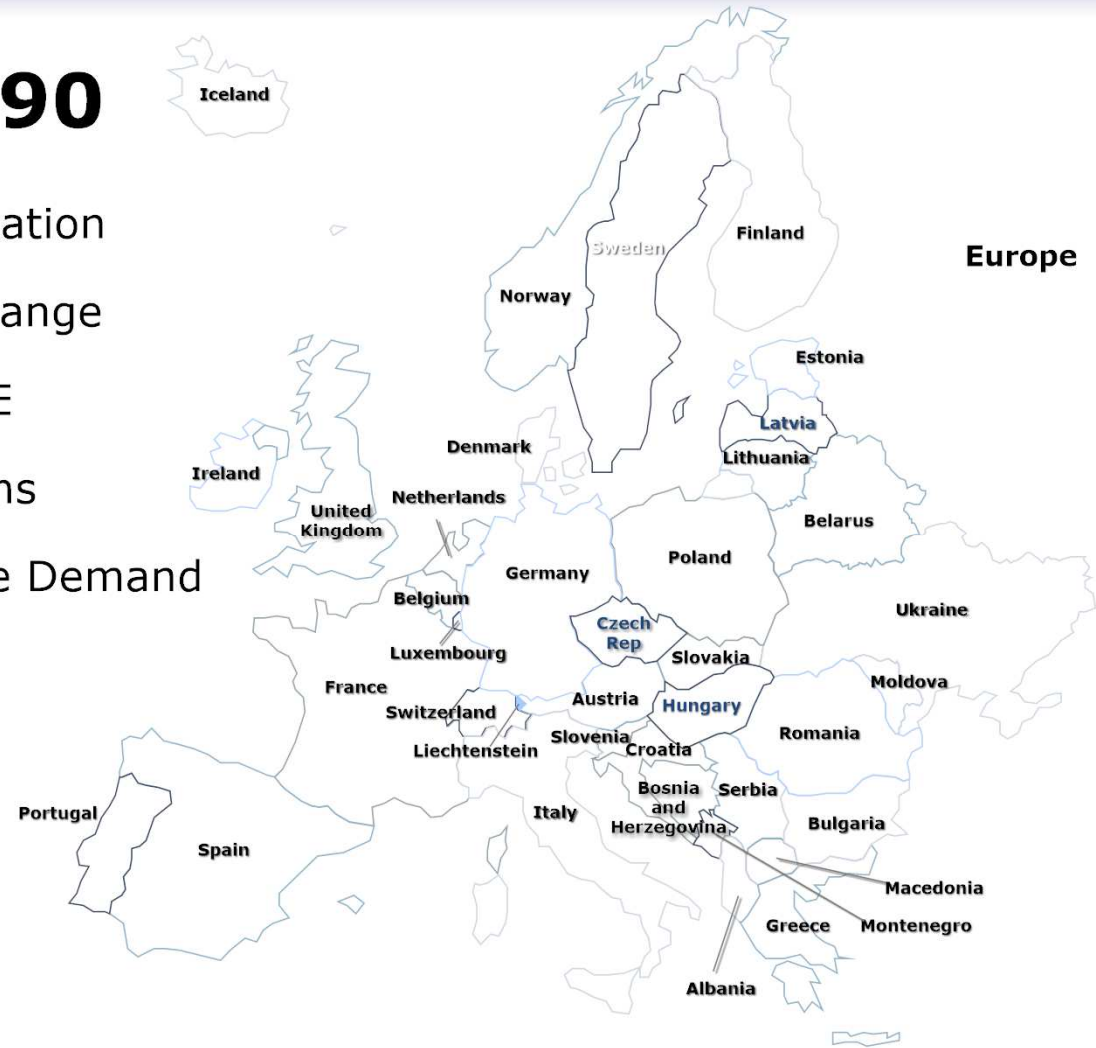 90
ation
ange
E
ns
e Demand
Europe
Iceland
Sweden
Finland
Norway
Estonia
Latvia
Lithuania
Denmark
Ireland
Netherlands
United
Kingdom
Belarus
Poland
Germany
Belgium
Czech
Rep
Ukraine
Luxembourg
Slovakia
Moldova
France
Austria
Hungary
Switzerland
Liechtenstein
Slovenia
Croatia
Romania
Bosnia
and
Herzegovina
Serbia
Portugal
Italy
Bulgaria
Spain
Macedonia
Greece
Montenegro
Albania